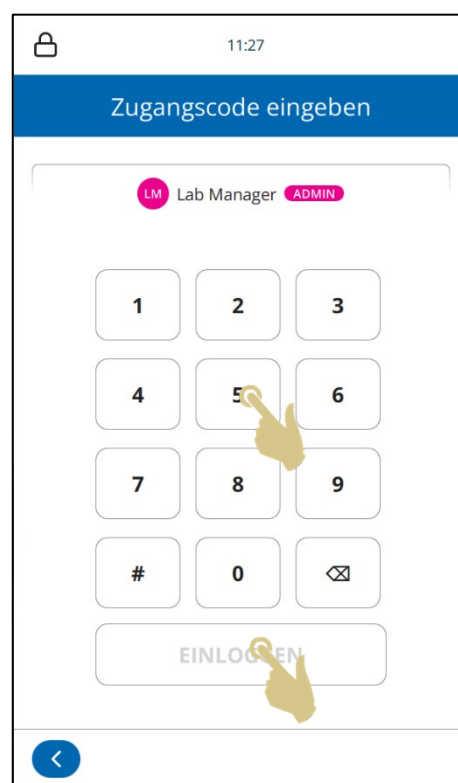 11:27
Zugangscode eingeben
LM Lab Manager ADMIN
1 2 3
4 5 6
7 8 9
# 0
EINLOGGEN